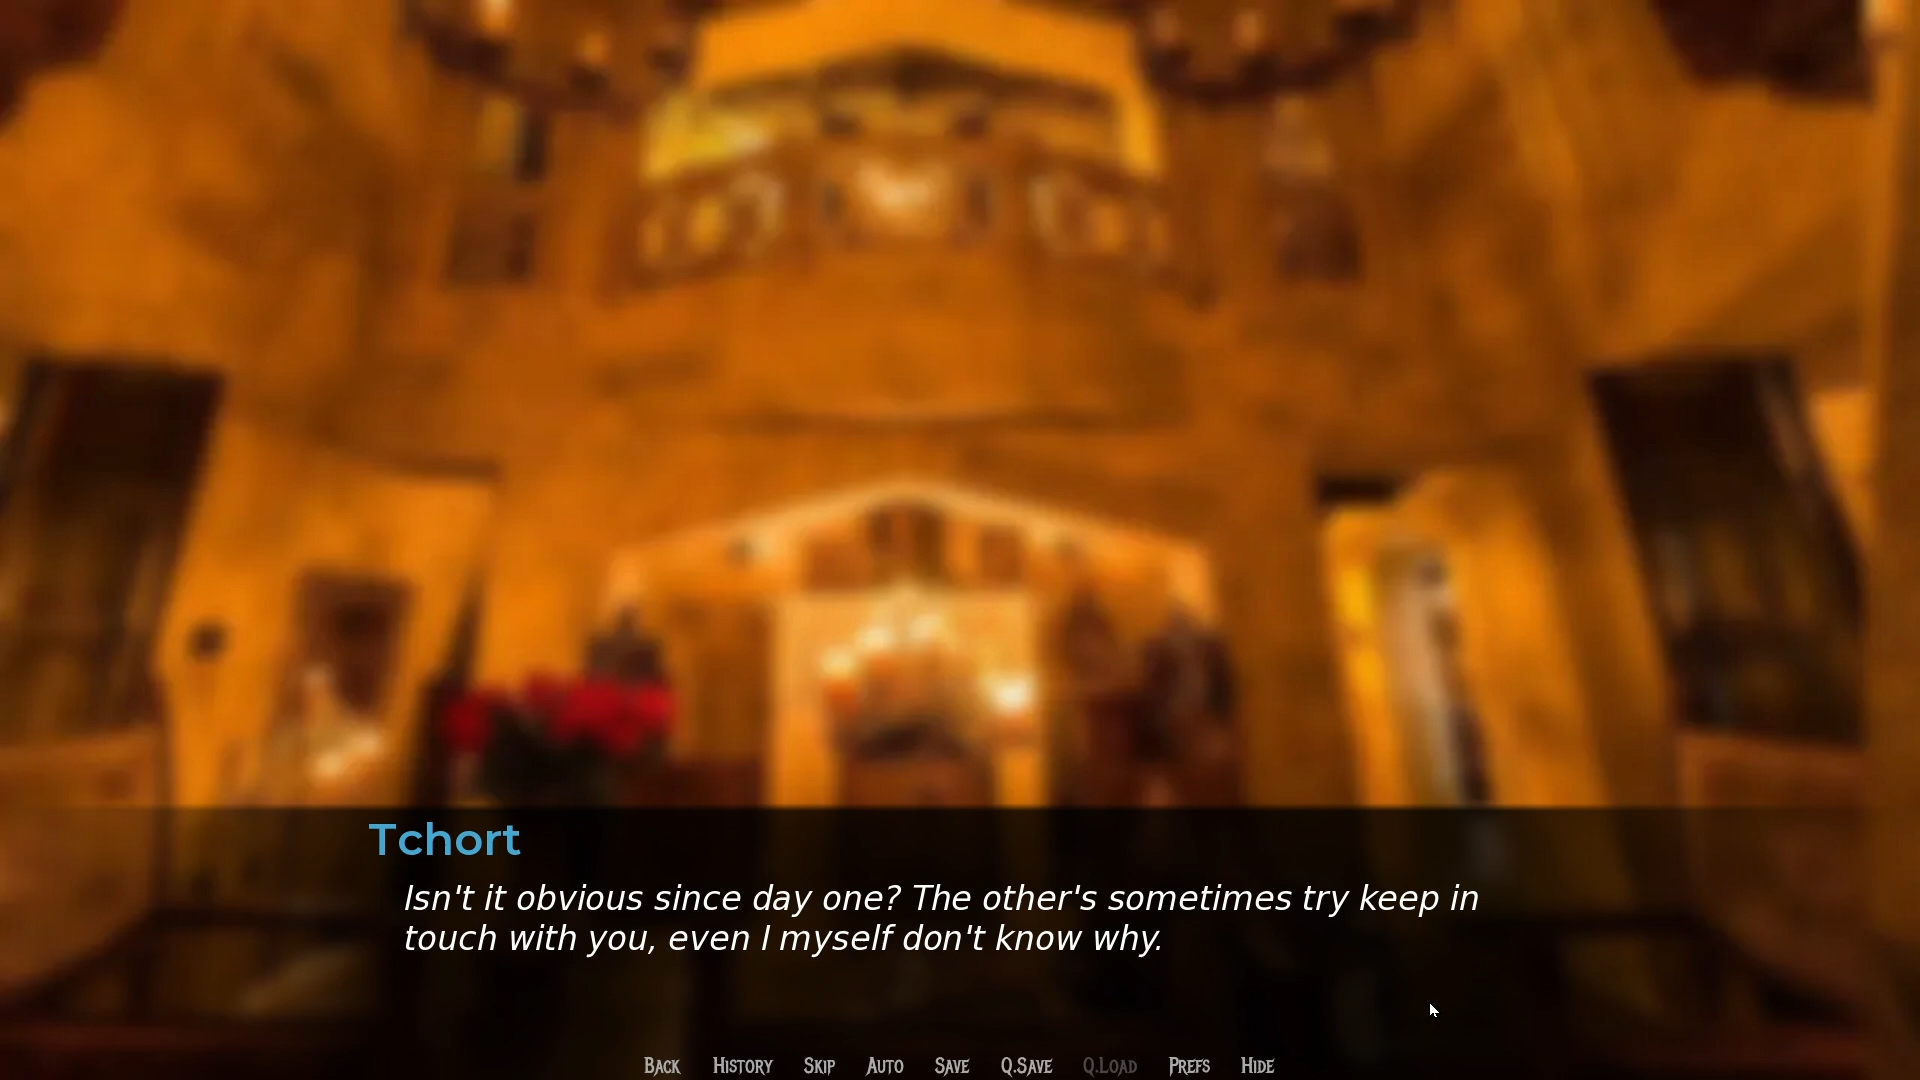 Tchort
Isn't it obvious since day one? The other's sometimes try keep in
touch with you, even I myself don't know why.
Back History Skip Auto Save Q.Save Q.Load Prefs Hide